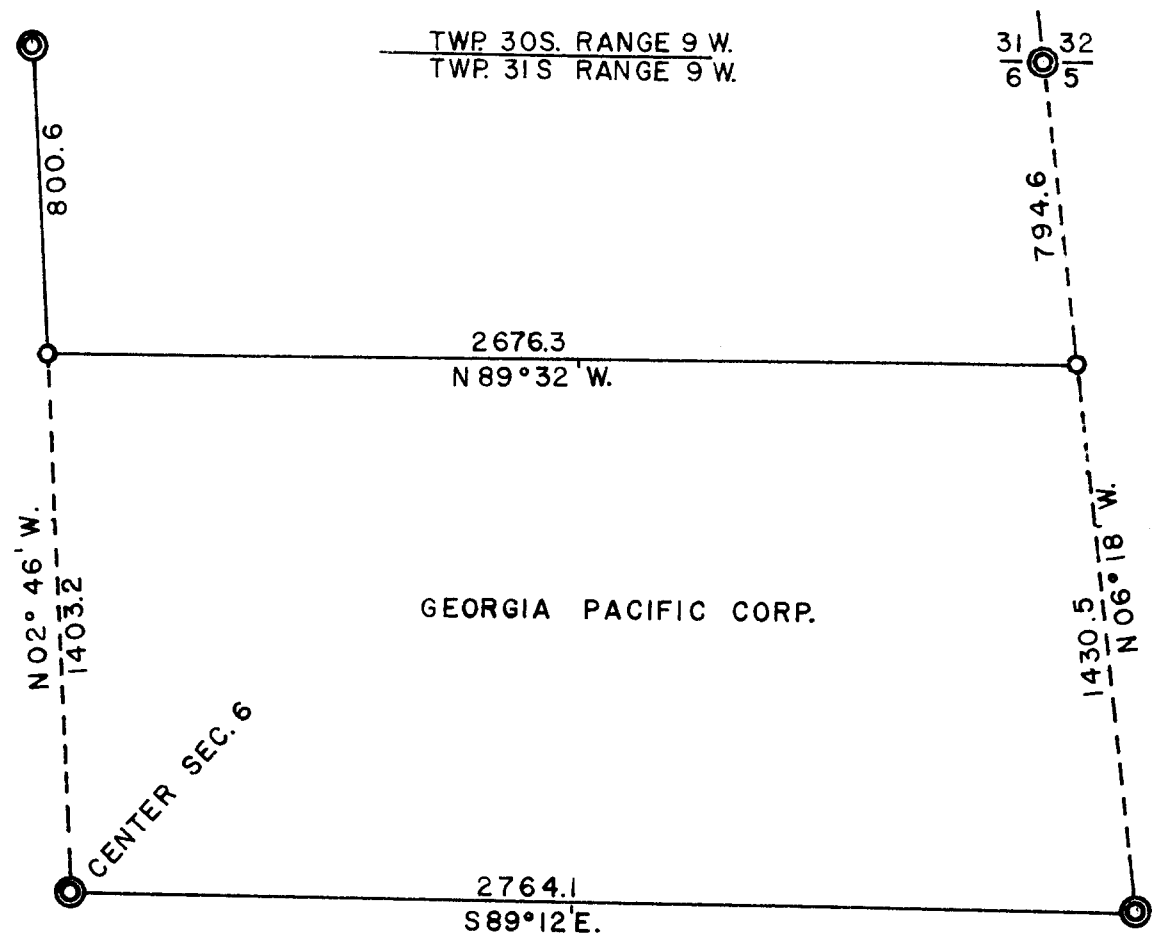 TWP. 30S. RANGE 9 W.
TWP. 31S RANGE 9 W.
31 32
6 5
800.6
794.6
2676.3
N 89° 32' W.
N 02° 46' W.
1403.2
GEORGIA PACIFIC CORP.
1430.5
N 06° 18' W.
CENTER SEC. 6
2764.1
S 89° 12' E.